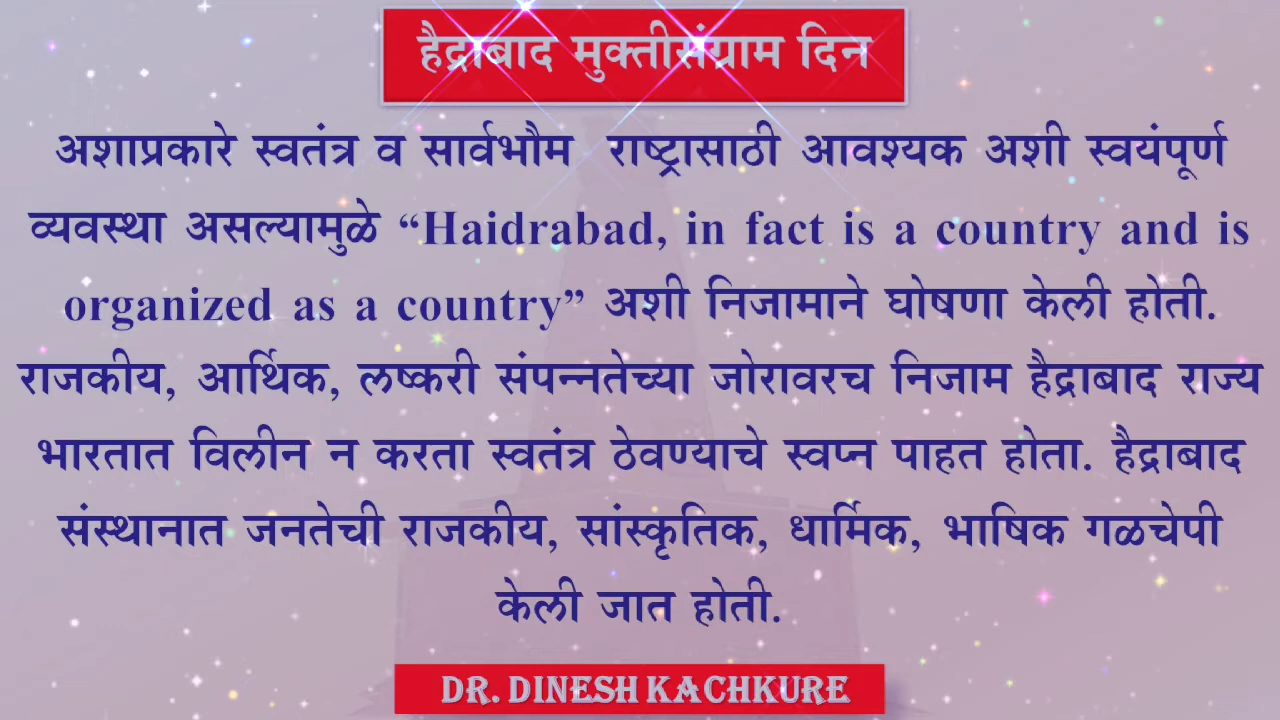 हैद्राबाद मुक्तीसंग्राम दिन
अशाप्रकारे स्वतंत्र व सार्वभौम राष्ट्रासाठी आवश्यक अशी स्वयंपूर्ण
व्यवस्था असल्यामुळे “Haidrabad, in fact is a country and is
organized as a country” अशी निजामाने घोषणा केली होती.
राजकीय, आर्थिक, लष्करी संपन्नतेच्या जोरावरच निजाम हैद्राबाद राज्य
भारतात विलीन न करता स्वतंत्र ठेवण्याचे स्वप्न पाहत होता. हैद्राबाद
संस्थानात जनतेची राजकीय, सांस्कृतिक, धार्मिक, भाषिक गळचेपी
केली जात होती.
DR. DINESH KACHKURE